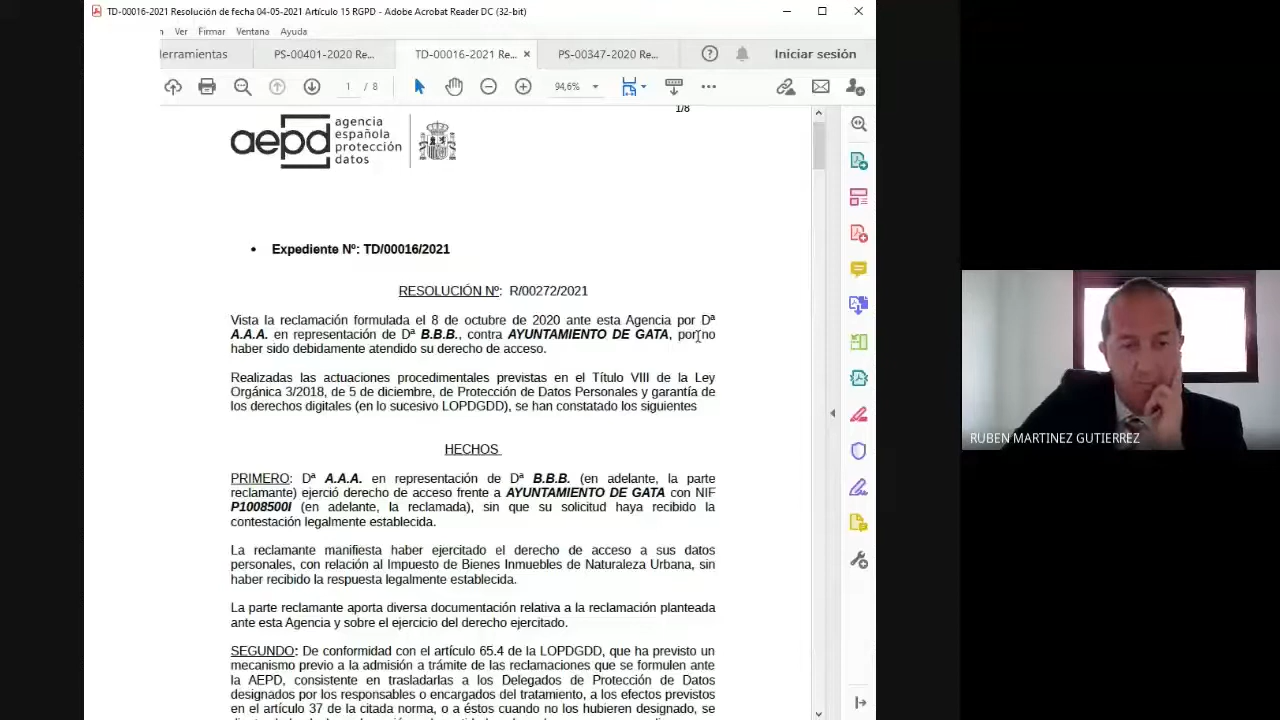 TD-00016-2021 Resolución de fecha 04-05-2021 Artículo 15 RGPD - Adobe Acrobat Reader DC (32-bit)
Ver Firmar Ventana Ayuda
PS-00401-2020 Re... TD-00016-2021 Re... × PS-00347-2020 Re... Iniciar sesión
1 / 8 94,6%
1/8
aepd
agencia
española
protección
datos
• Expediente Nº: TD/00016/2021
RESOLUCIÓN Nº: R/00272/2021
Vista la reclamación formulada el 8 de octubre de 2020 ante esta Agencia por Dª
A.A.A. en representación de Dª B.B.B., contra AYUNTAMIENTO DE GATA, por no
haber sido debidamente atendido su derecho de acceso.
Realizadas las actuaciones procedimentales previstas en el Título VIII de la Ley
Orgánica 3/2018, de 5 de diciembre, de Protección de Datos Personales y garantía de
los derechos digitales (en lo sucesivo LOPDGDD), se han constatado los siguientes
HECHOS
PRIMERO: Dª A.A.A. en representación de Dª B.B.B. (en adelante, la parte
reclamante) ejerció derecho de acceso frente a AYUNTAMIENTO DE GATA con NIF
P1008500I (en adelante, la reclamada), sin que su solicitud haya recibido la
contestación legalmente establecida.
La reclamante manifiesta haber ejercitado el derecho de acceso a sus datos
personales, con relación al Impuesto de Bienes Inmuebles de Naturaleza Urbana, sin
haber recibido la respuesta legalmente establecida.
La parte reclamante aporta diversa documentación relativa a la reclamación planteada
ante esta Agencia y sobre el ejercicio del derecho ejercitado.
SEGUNDO: De conformidad con el artículo 65.4 de la LOPDGDD, que ha previsto un
mecanismo previo a la admisión a trámite de las reclamaciones que se formulen ante
la AEPD, consistente en trasladarlas a los Delegados de Protección de Datos
designados por los responsables o encargados del tratamiento, a los efectos previstos
en el artículo 37 de la citada norma, o a éstos cuando no los hubieren designado, se
RUBEN MARTINEZ GUTIERREZ